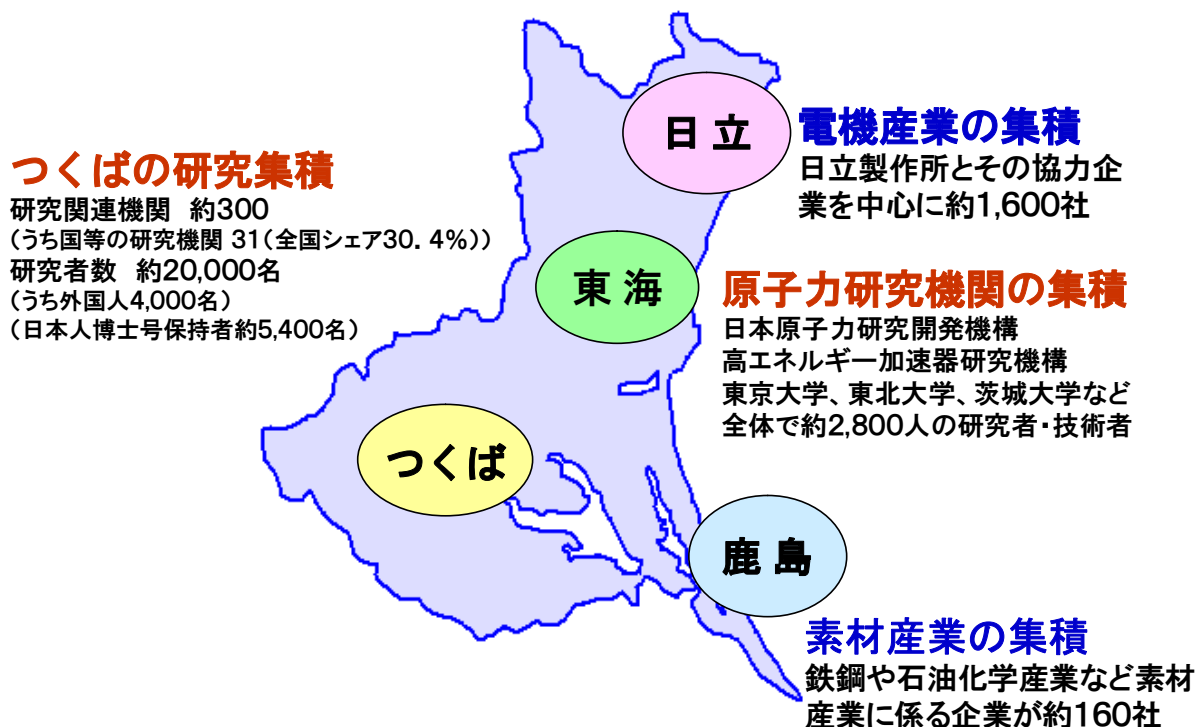 日立
電機産業の集積
日立製作所とその協力企
業を中心に約1,600社
つくばの研究集積
研究関連機関 約300
(うち国等の研究機関 31(全国シェア30．4%))
研究者数 約20,000名
(うち外国人4,000名)
(日本人博士号保持者約5,400名)
東海
原子力研究機関の集積
日本原子力研究開発機構
高エネルギー加速器研究機構
東京大学、東北大学、茨城大学など
全体で約2,800人の研究者・技術者
つくば
鹿島
素材産業の集積
鉄鋼や石油化学産業など素材
産業に係る企業が約160社